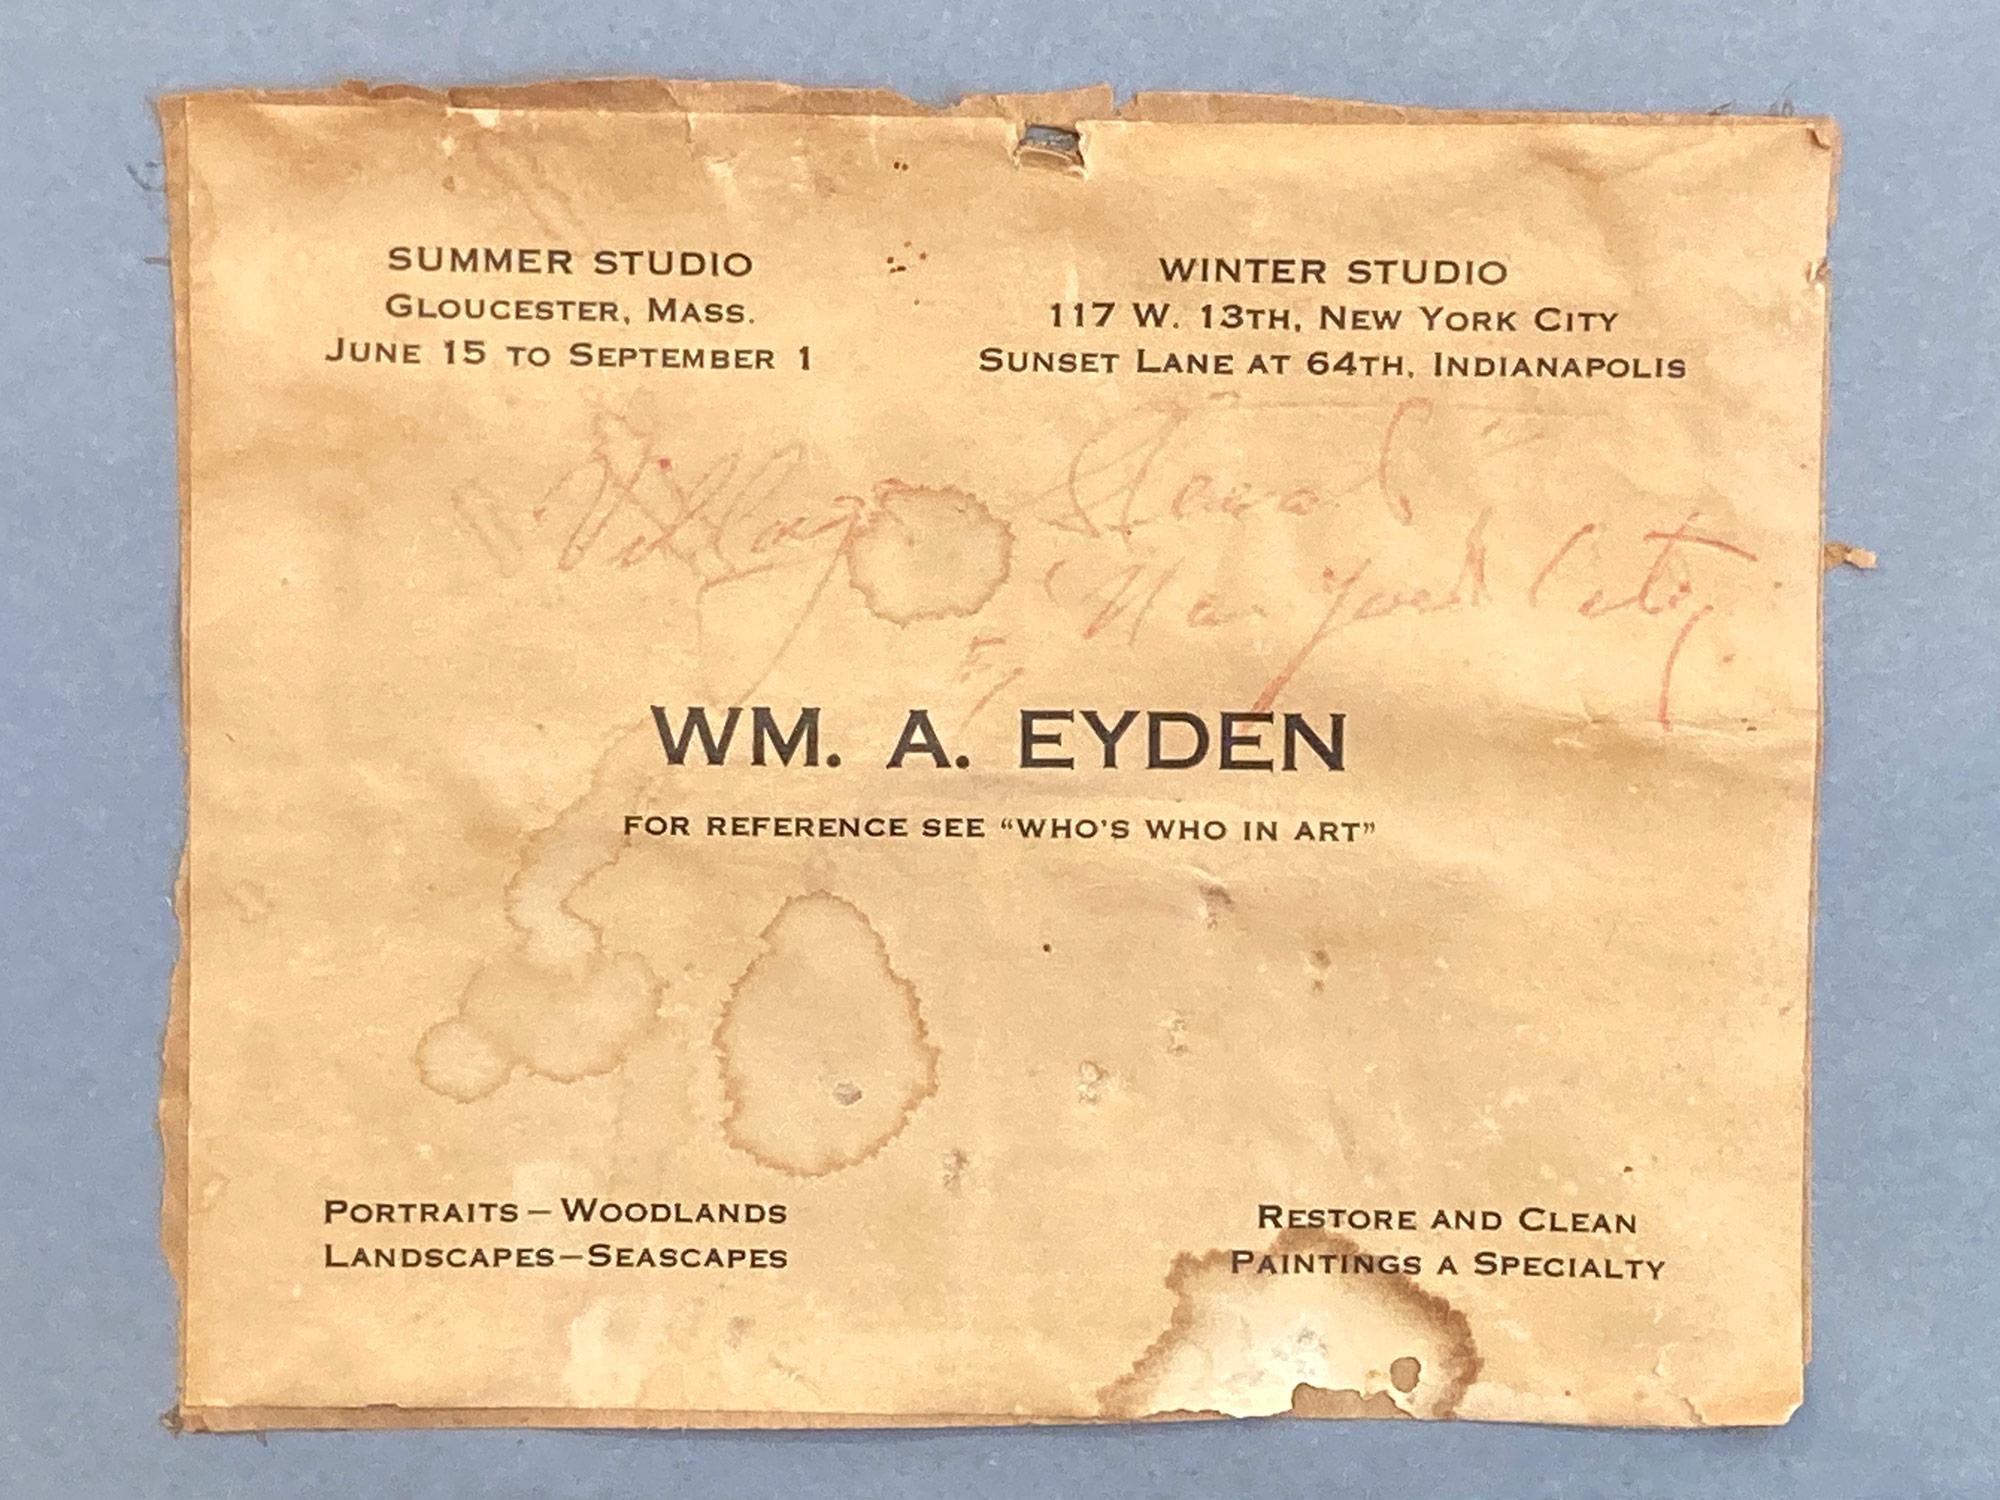 SUMMER STUDIO
GLOUCESTER, MASS.
JUNE 15 TO SEPTEMBER 1
WINTER STUDIO
117 W. 13TH, NEW YORK CITY
SUNSET LANE AT 64TH, INDIANAPOLIS
Village
New York City
By
WM. A. EYDEN
FOR REFERENCE SEE “WHO'S WHO IN ART”
PORTRAITS — WOODLANDS
LANDSCAPES — SEASCAPES
RESTORE AND CLEAN
PAINTINGS A SPECIALTY